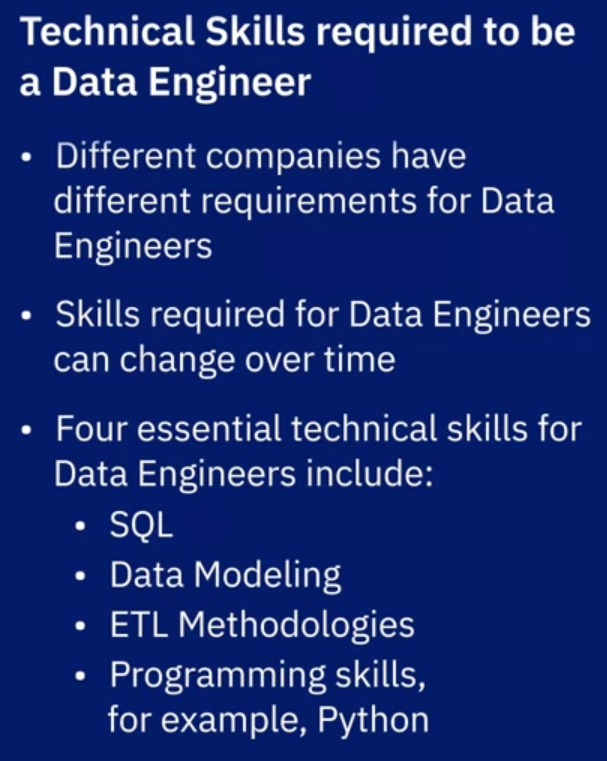 Technical Skills required to be
a Data Engineer
• Different companies have
different requirements for Data
Engineers
• Skills required for Data Engineers
can change over time
• Four essential technical skills for
Data Engineers include:
• SQL
• Data Modeling
• ETL Methodologies
• Programming skills,
for example, Python